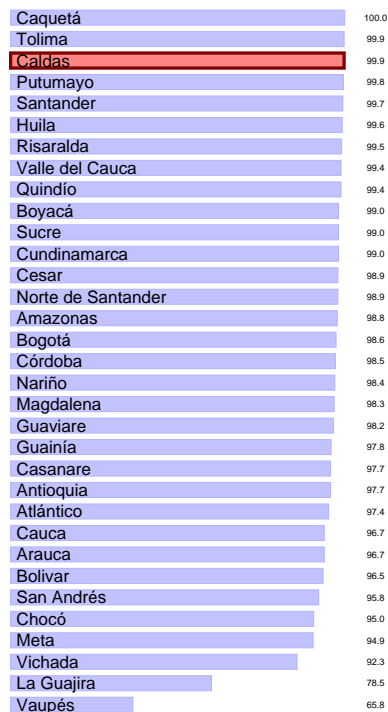 Caquetá 100.0
Tolima 99.9
Caldas 99.9
Putumayo 99.8
Santander 99.7
Huila 99.6
Risaralda 99.5
Valle del Cauca 99.4
Quindío 99.4
Boyacá 99.0
Sucre 99.0
Cundinamarca 99.0
Cesar 98.9
Norte de Santander 98.9
Amazonas 98.8
Bogotá 98.6
Córdoba 98.5
Nariño 98.4
Magdalena 98.3
Guaviare 98.2
Guainía 97.8
Casanare 97.7
Antioquia 97.7
Atlántico 97.4
Cauca 96.7
Arauca 96.7
Bolivar 96.5
San Andrés 95.8
Chocó 95.0
Meta 94.9
Vichada 92.3
La Guajira 78.5
Vaupés 65.8